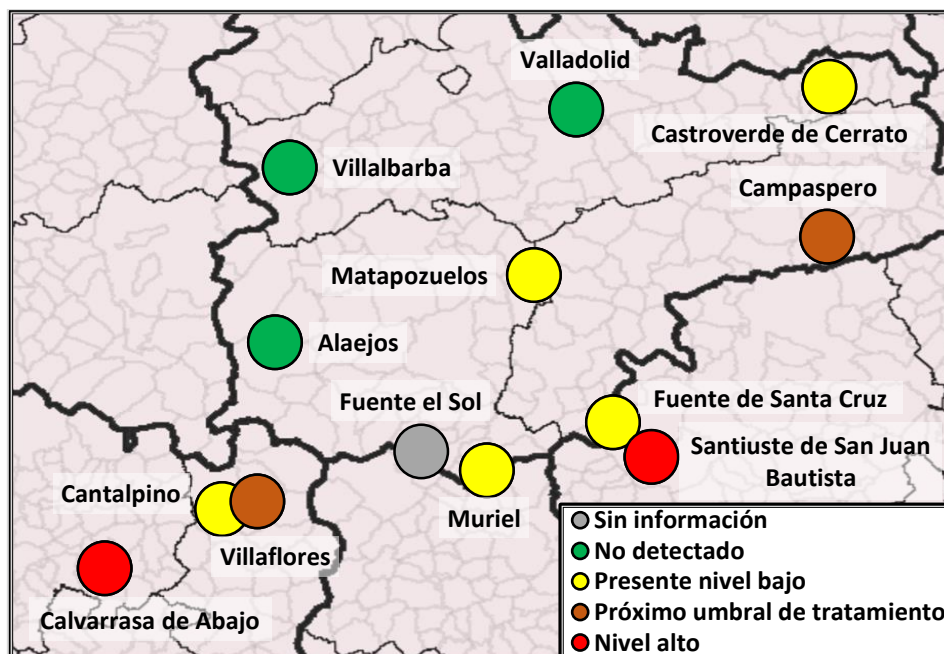 Valladolid
Castroverde de Cerrato
Villalbarba
Campaspero
Matapozuelos
Alaejos
Fuente el Sol
Fuente de Santa Cruz
Santiuste de San Juan
Bautista
Cantalpino
Muriel
Villaflores
Calvarrasa de Abajo
Sin información
No detectado
Presente nivel bajo
Próximo umbral de tratamiento
Nivel alto